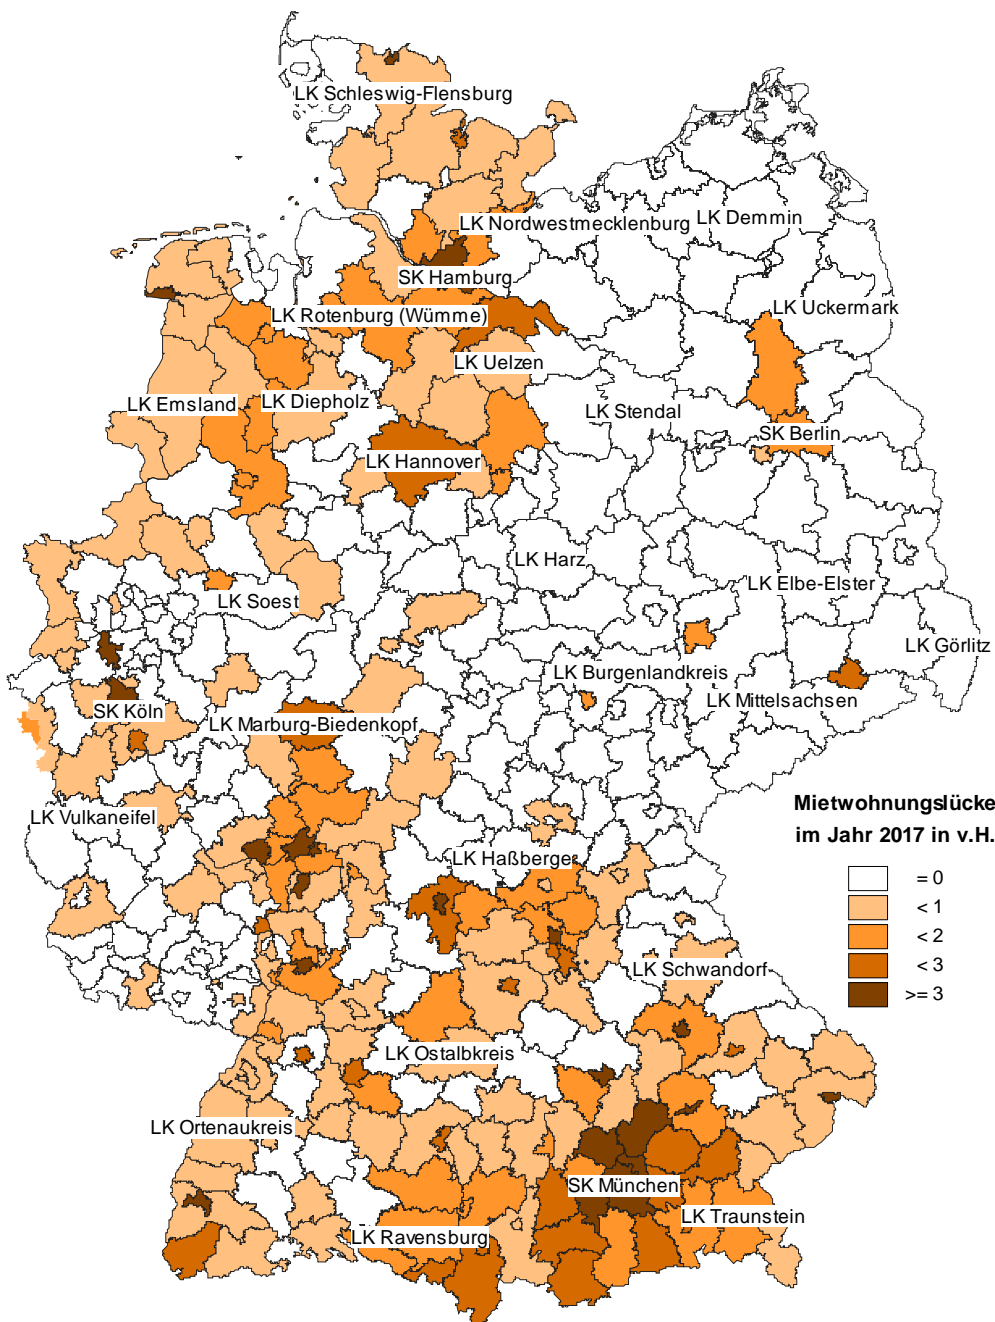 LK Schleswig-Flensburg
LK Nordwestmecklenburg
LK Demmin
SK Hamburg
LK Uckermark
LK Rotenburg (Wümme)
LK Uelzen
LK Emsland
LK Diepholz
LK Stendal
SK Berlin
LK Hannover
LK Harz
LK Elbe-Elster
LK Soest
LK Görlitz
LK Burgenlandkreis
LK Mittelsachsen
SK Köln
LK Marburg-Biedenkopf
Mietwohnungslücke
im Jahr 2017 in v.H.
LK Vulkaneifel
LK Haßberge
= 0
< 1
< 2
< 3
>= 3
LK Schwandorf
LK Ostalbkreis
LK Ortenaukreis
SK München
LK Traunstein
LK Ravensburg